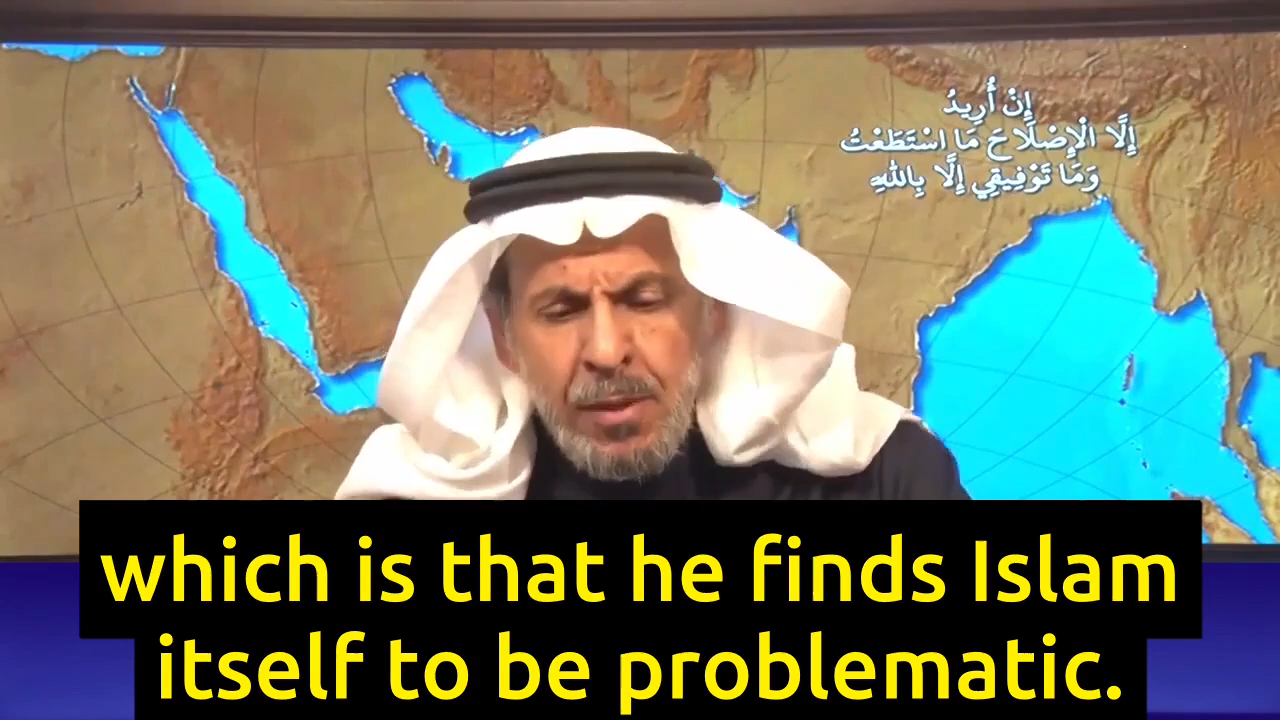 إِنْ أُرِيدُ
إِلَّا الْإِصْلَاحَ مَا اسْتَطَعْتُ
وَمَا تَوْفِيقِي إِلَّا بِاللَّهِ
which is that he finds Islam
itself to be problematic.